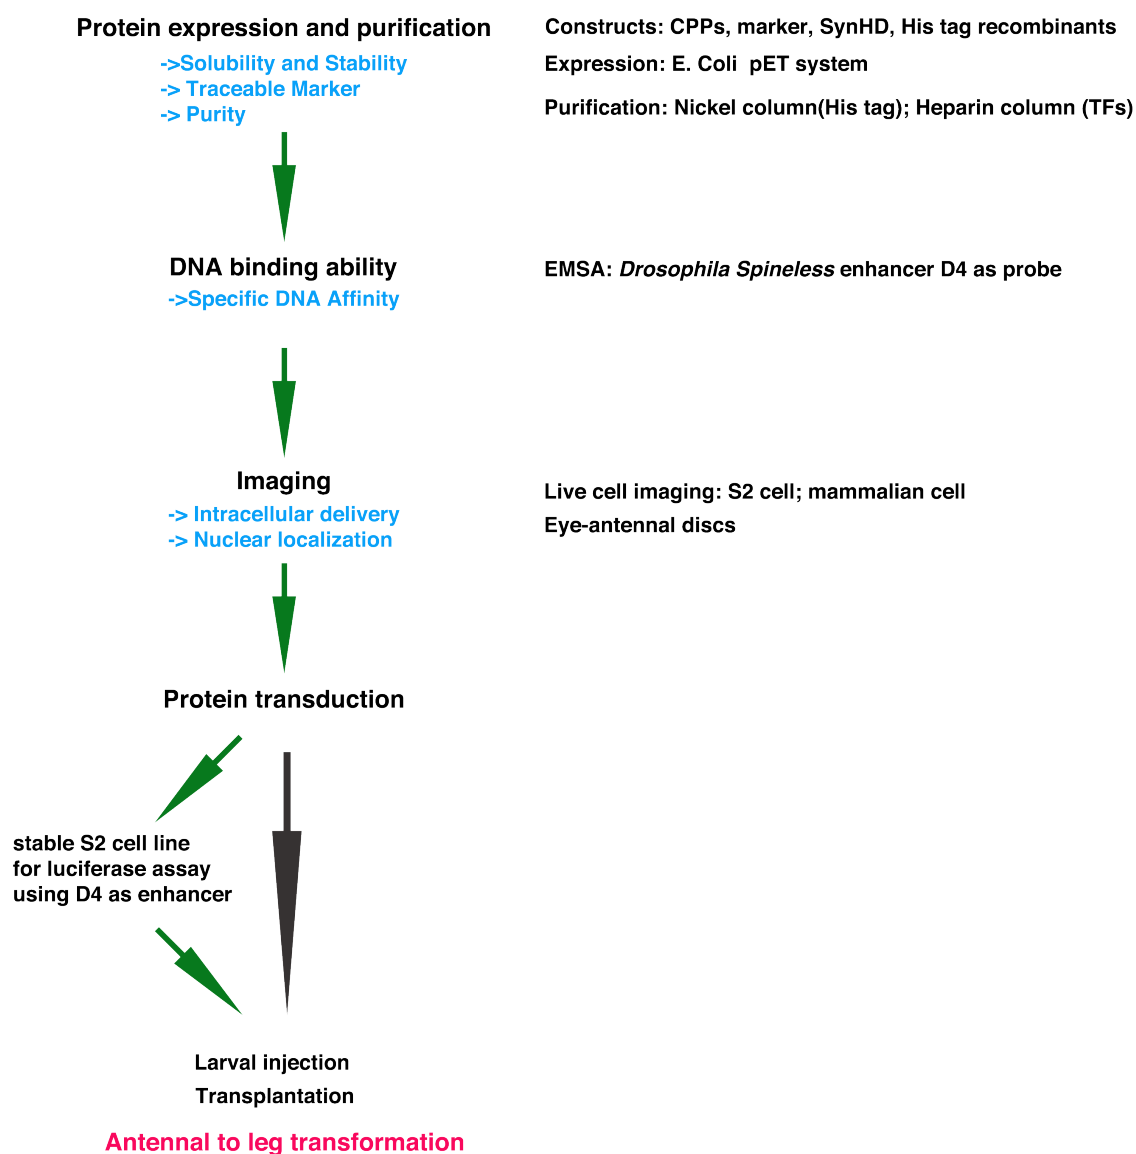 Protein expression and purification
Constructs: CPPs, marker, SynHD, His tag recombinants
->Solubility and Stability
Expression: E. Coli pET system
-> Traceable Marker
-> Purity
Purification: Nickel column(His tag); Heparin column (TFs)
DNA binding ability
EMSA: Drosophila Spineless enhancer D4 as probe
->Specific DNA Affinity
Imaging
Live cell imaging: S2 cell; mammalian cell
-> Intracellular delivery
Eye-antennal discs
-> Nuclear localization
Protein transduction
stable S2 cell line
for luciferase assay
using D4 as enhancer
Larval injection
Transplantation
Antennal to leg transformation